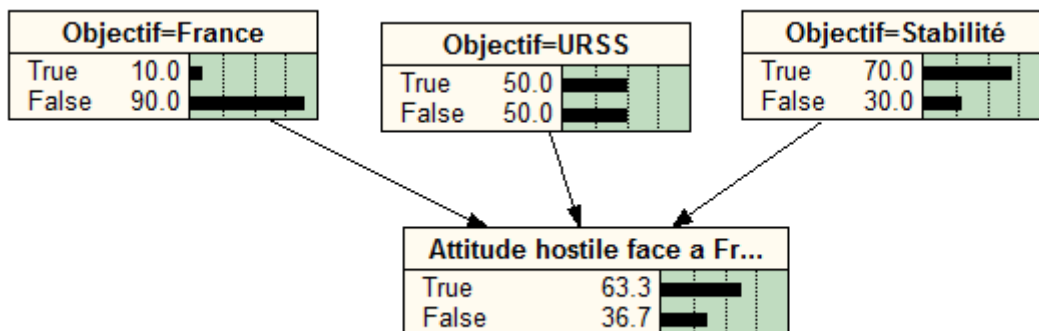 Objectif=France
True 10.0
False 90.0
Objectif=URSS
True 50.0
False 50.0
Objectif=Stabilité
True 70.0
False 30.0
Attitude hostile face a Fr...
True 63.3
False 36.7